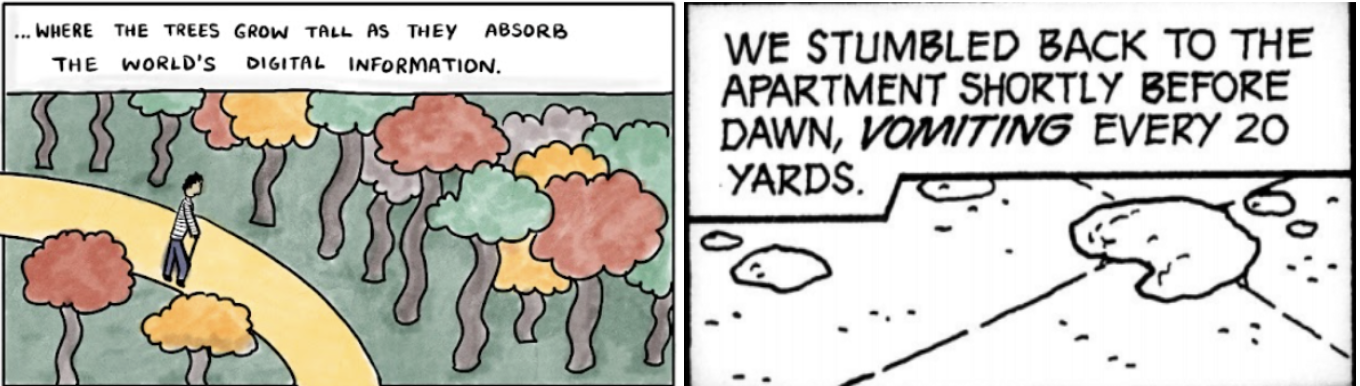 ...WHERE THE TREES GROW TALL AS THEY ABSORB
THE WORLD'S DIGITAL INFORMATION.
WE STUMBLED BACK TO THE
APARTMENT SHORTLY BEFORE
DAWN, VOMITING EVERY 20
YARDS.